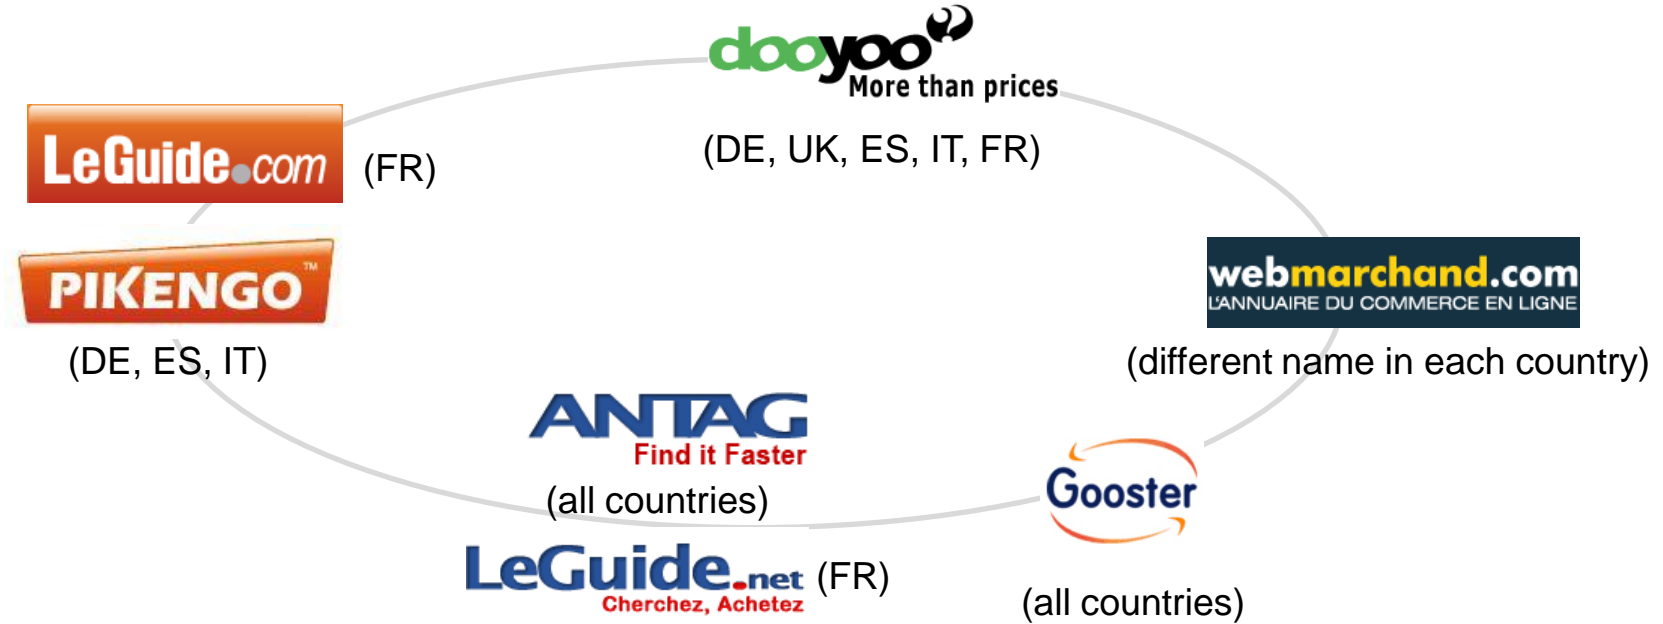 dooyoo
More than prices
(DE, UK, ES, IT, FR)
LeGuide.com (FR)
PIKENGO™
(DE, ES, IT)
webmarchand.com
L'ANNUAIRE DU COMMERCE EN LIGNE
(different name in each country)
ANTAG
Find it Faster
(all countries)
Gooster
(all countries)
LeGuide.net (FR)
Cherchez, Achetez